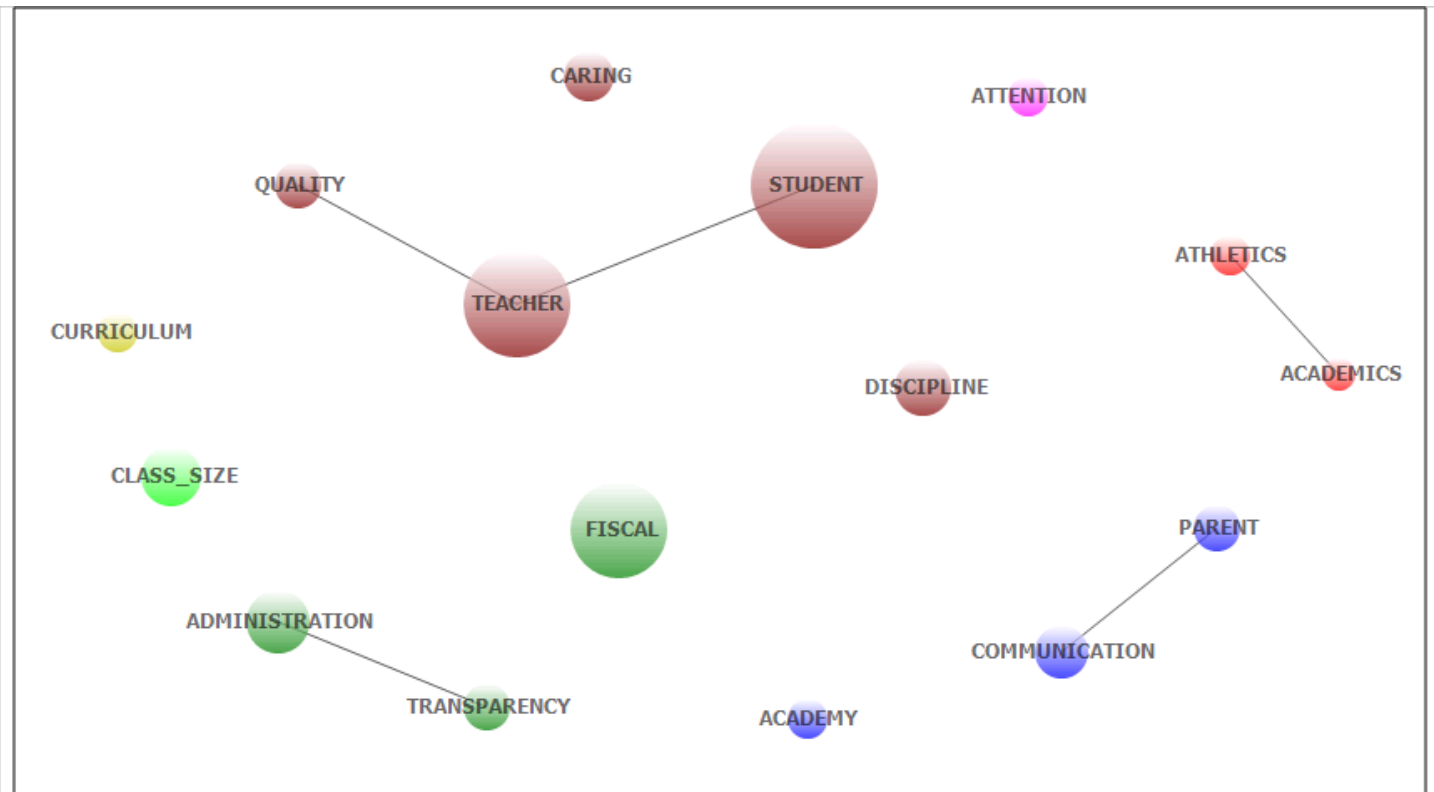 CARING
ATTENTION
QUALITY
STUDENT
ATHLETICS
TEACHER
CURRICULUM
ACADEMICS
DISCIPLINE
CLASS_SIZE
FISCAL
PARENT
ADMINISTRATION
COMMUNICATION
TRANSPARENCY
ACADEMY